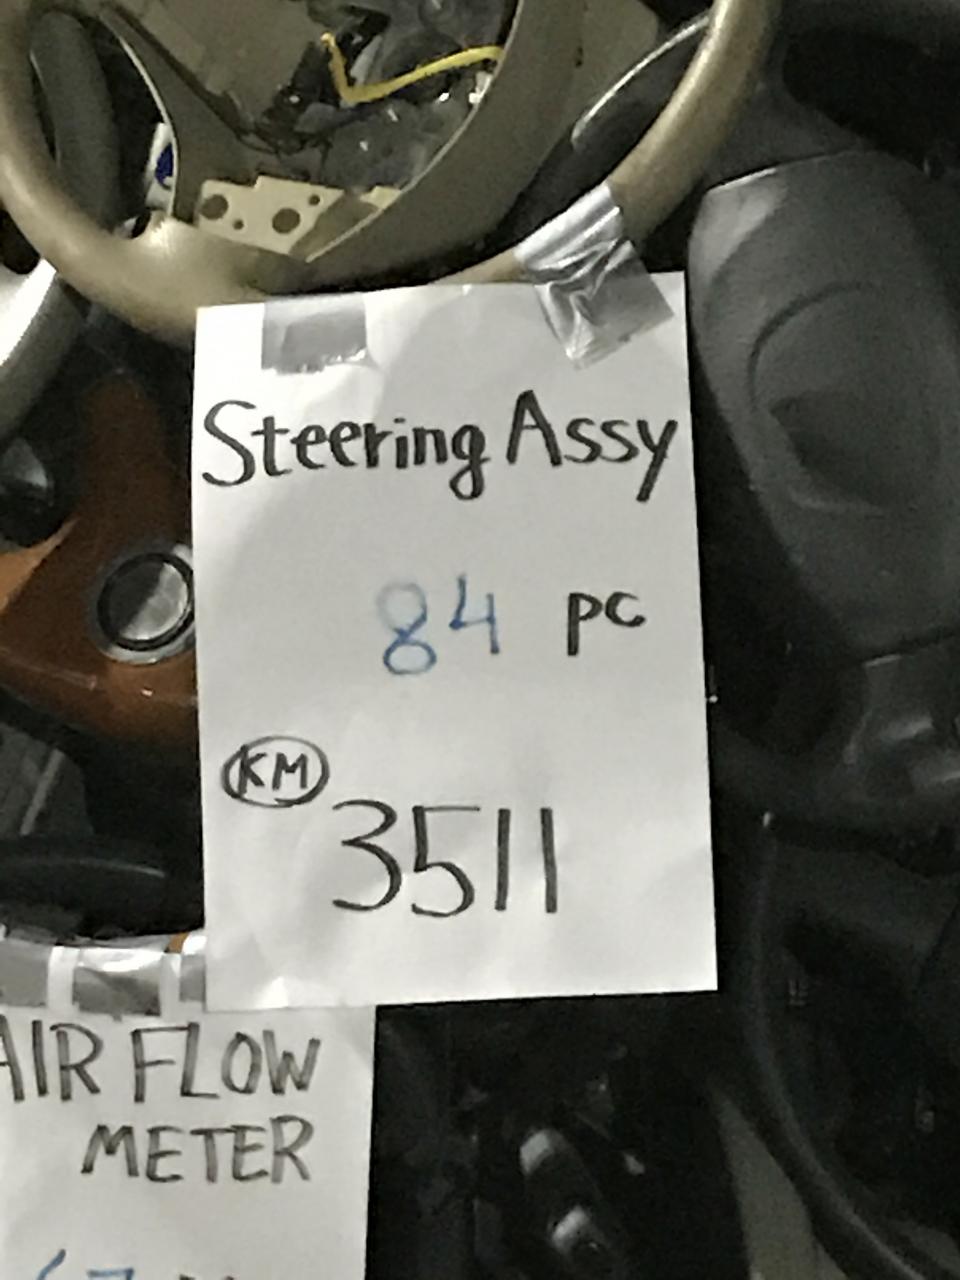 Steering Assy
84 pc
KM
3511
AIR FLOW
METER